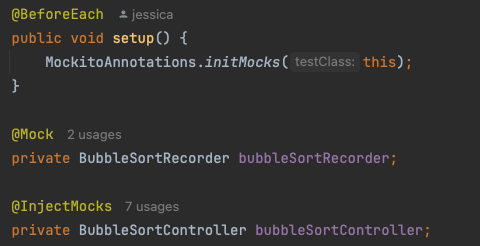 @BeforeEach jessica
public void setup() {
MockitoAnnotations.initMocks( testClass: this);
}
@Mock 2 usages
private BubbleSortRecorder bubbleSortRecorder;
@InjectMocks 7 usages
private BubbleSortController bubbleSortController;